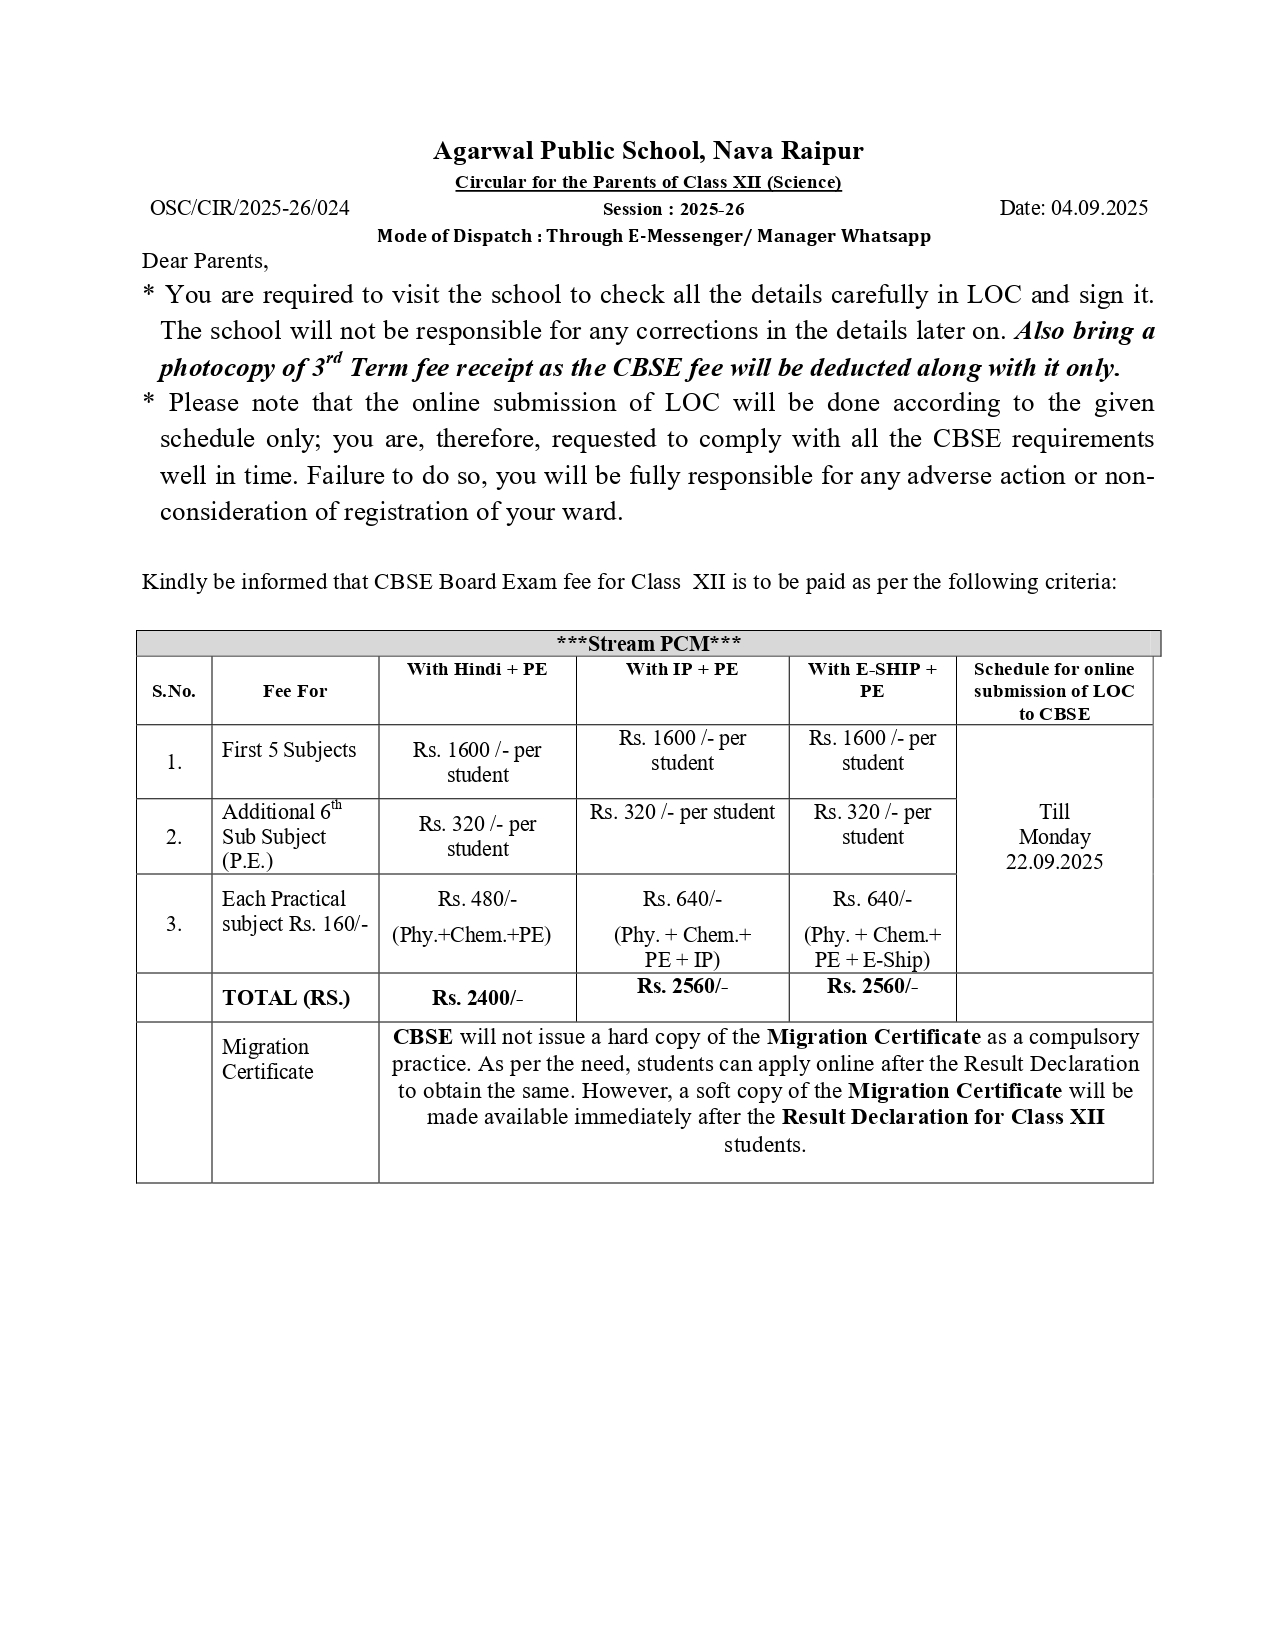 Agarwal Public School, Nava Raipur
Circular for the Parents of Class XII (Science)
OSC/CIR/2025-26/024 Session : 2025-26 Date: 04.09.2025
Mode of Dispatch : Through E-Messenger/ Manager Whatsapp
Dear Parents,
* You are required to visit the school to check all the details carefully in LOC and sign it.
The school will not be responsible for any corrections in the details later on. Also bring a
photocopy of 3rd Term fee receipt as the CBSE fee will be deducted along with it only.
* Please note that the online submission of LOC will be done according to the given
schedule only; you are, therefore, requested to comply with all the CBSE requirements
well in time. Failure to do so, you will be fully responsible for any adverse action or non-
consideration of registration of your ward.
Kindly be informed that CBSE Board Exam fee for Class XII is to be paid as per the following criteria:
***Stream PCM***
S.No.
Fee For
With Hindi + PE
With IP + PE
With E-SHIP +
PE
Schedule for online
submission of LOC
to CBSE
1.
First 5 Subjects
Rs. 1600 /- per
student
Rs. 1600 /- per
student
Rs. 1600 /- per
student
Till
Monday
22.09.2025
2.
Additional 6th
Sub Subject
(P.E.)
Rs. 320 /- per
student
Rs. 320 /- per student
Rs. 320 /- per
student
3.
Each Practical
subject Rs. 160/-
Rs. 480/-
(Phy.+Chem.+PE)
Rs. 640/-
(Phy. + Chem.+
PE + IP)
Rs. 640/-
(Phy. + Chem.+
PE + E-Ship)
TOTAL (RS.)
Rs. 2400/-
Rs. 2560/-
Rs. 2560/-
Migration
Certificate
CBSE will not issue a hard copy of the Migration Certificate as a compulsory
practice. As per the need, students can apply online after the Result Declaration
to obtain the same. However, a soft copy of the Migration Certificate will be
made available immediately after the Result Declaration for Class XII
students.